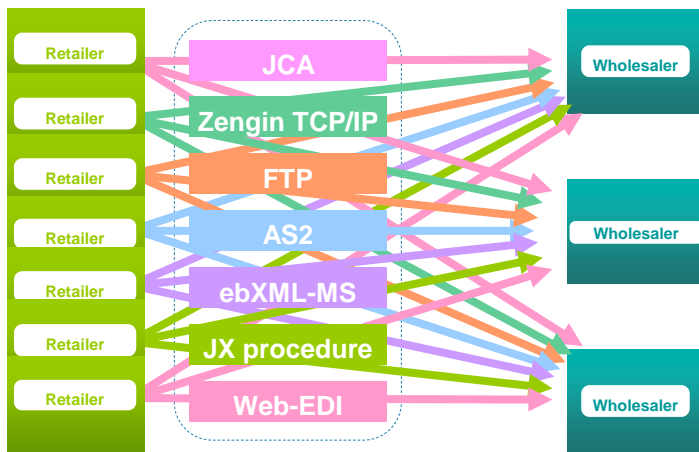 Retailer
JCA
Wholesaler
Retailer
Zengin TCP/IP
Retailer
FTP
Retailer
AS2
Wholesaler
Retailer
ebXML-MS
Retailer
JX procedure
Retailer
Web-EDI
Wholesaler